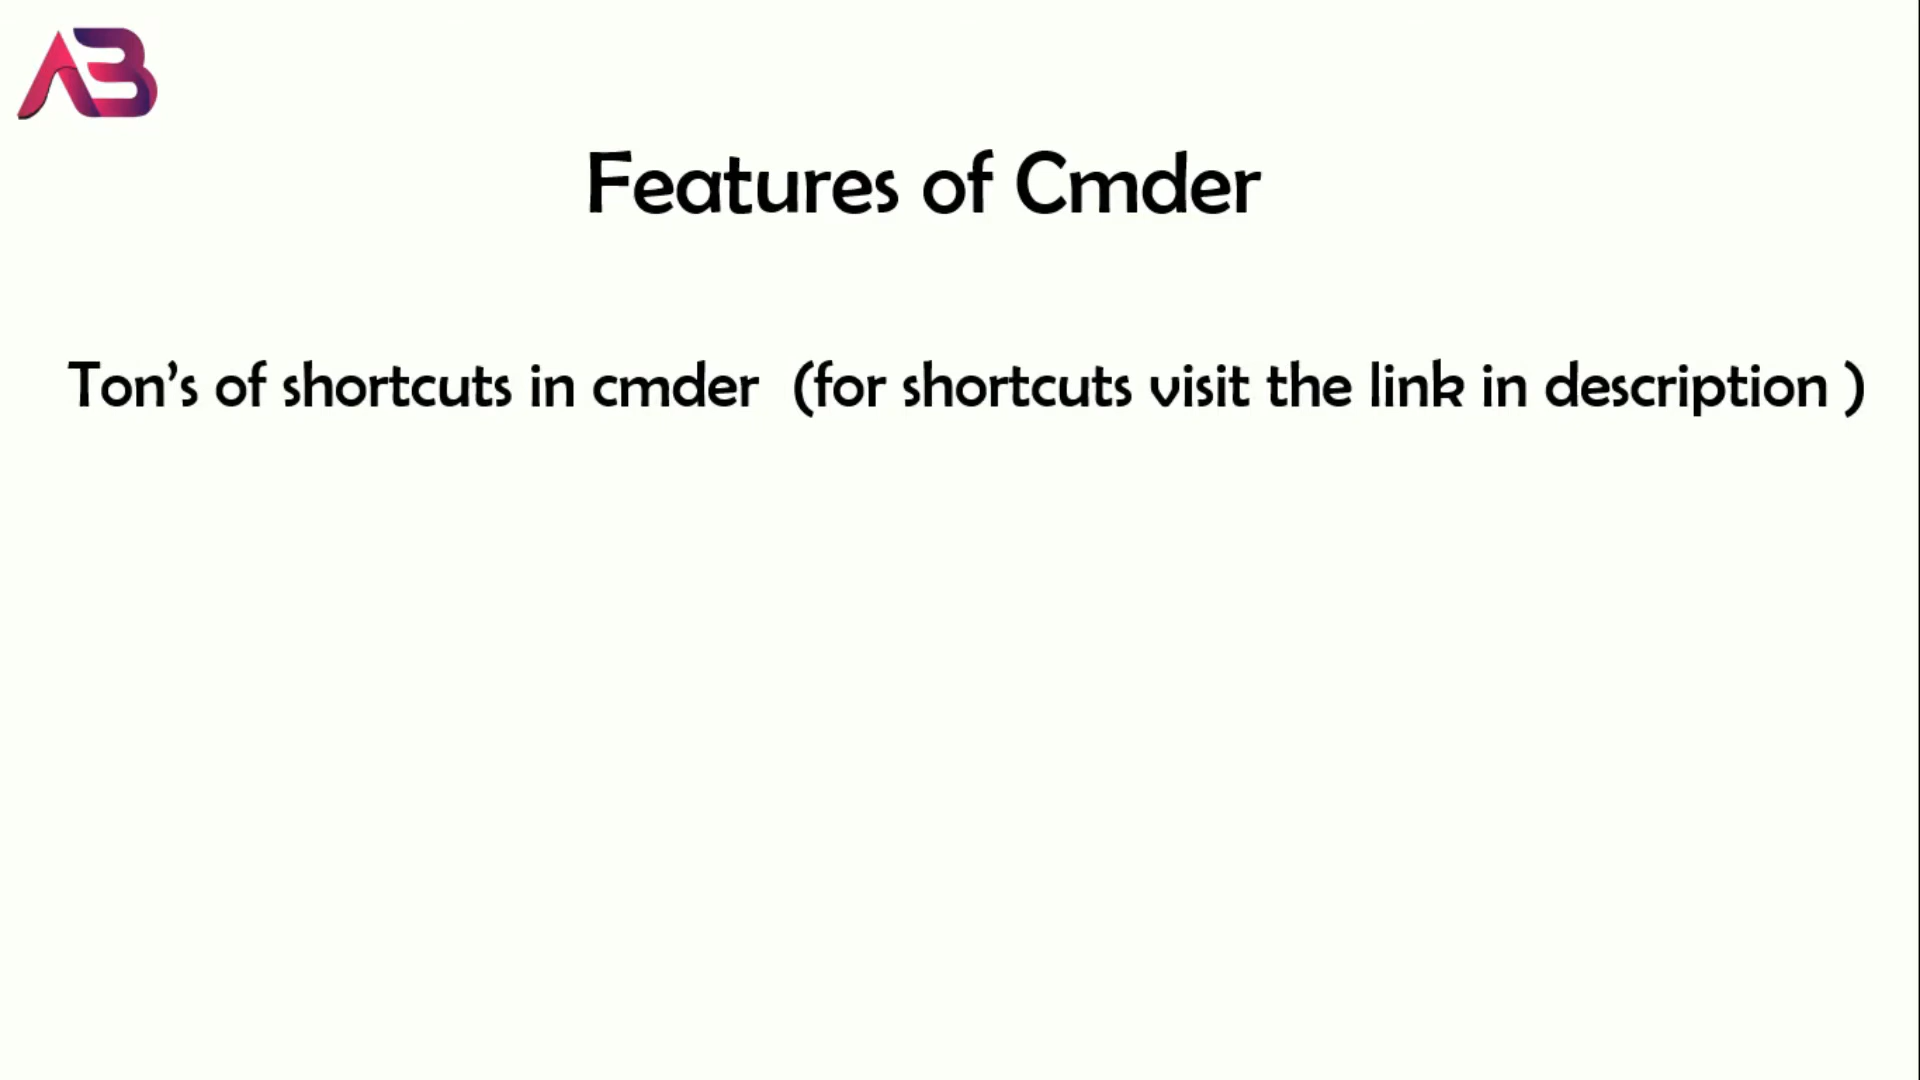 AB
Features of Cmder
Ton’s of shortcuts in cmder (for shortcuts visit the link in description )